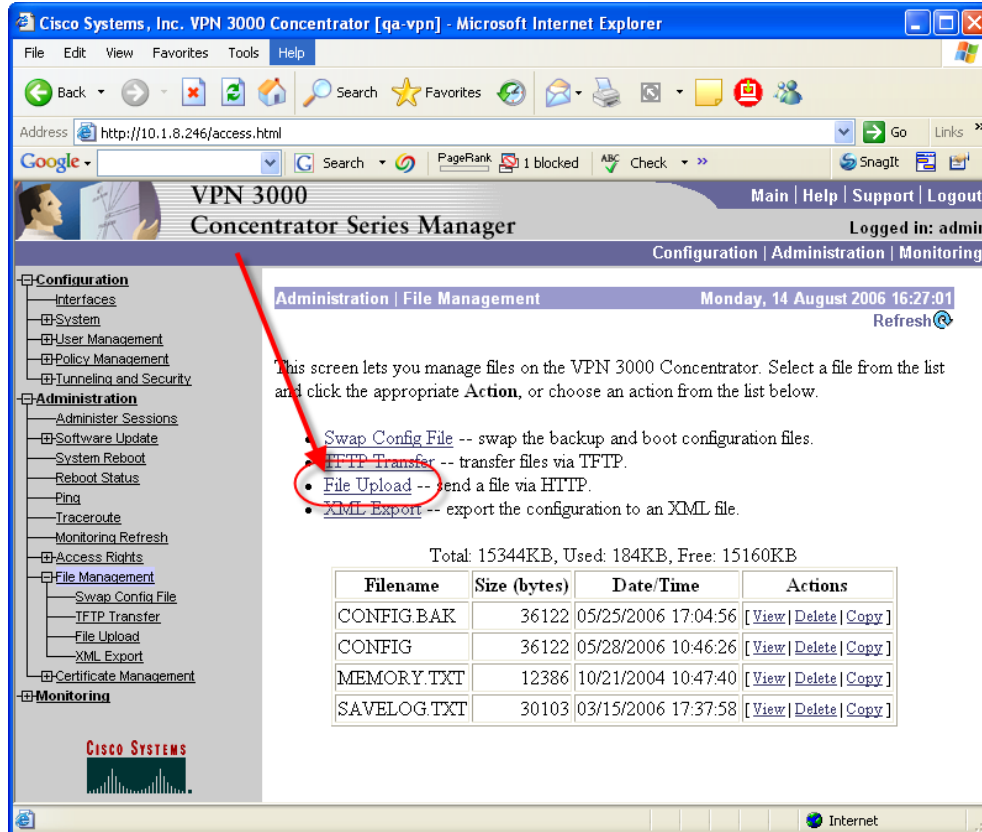 Cisco Systems, Inc. VPN 3000 Concentrator [qa-vpn] - Microsoft Internet Explorer
File Edit View Favorites Tools Help
Back Search Favorites
Address http://10.1.8.246/access.html Go Links »
Google Search PageRank 1 blocked ABC Check » SnagIt
VPN 3000
Concentrator Series Manager
Main | Help | Support | Logout
Logged in: admin
Configuration | Administration | Monitoring
Configuration
Interfaces
System
User Management
Policy Management
Tunneling and Security
Administration
Administer Sessions
Software Update
System Reboot
Reboot Status
Ping
Traceroute
Monitoring Refresh
Access Rights
File Management
Swap Config File
TFTP Transfer
File Upload
XML Export
Certificate Management
Monitoring
CISCO SYSTEMS
Administration | File Management Monday, 14 August 2006 16:27:01
Refresh
This screen lets you manage files on the VPN 3000 Concentrator. Select a file from the list
and click the appropriate Action, or choose an action from the list below.
• Swap Config File -- swap the backup and boot configuration files.
• TFTP Transfer -- transfer files via TFTP.
• File Upload -- send a file via HTTP.
• XML Export -- export the configuration to an XML file.
Total: 15344KB, Used: 184KB, Free: 15160KB
Filename Size (bytes) Date/Time Actions
CONFIG.BAK 36122 05/25/2006 17:04:56 [ View | Delete | Copy ]
CONFIG 36122 05/28/2006 10:46:26 [ View | Delete | Copy ]
MEMORY.TXT 12386 10/21/2004 10:47:40 [ View | Delete | Copy ]
SAVELOG.TXT 30103 03/15/2006 17:37:58 [ View | Delete | Copy ]
Internet